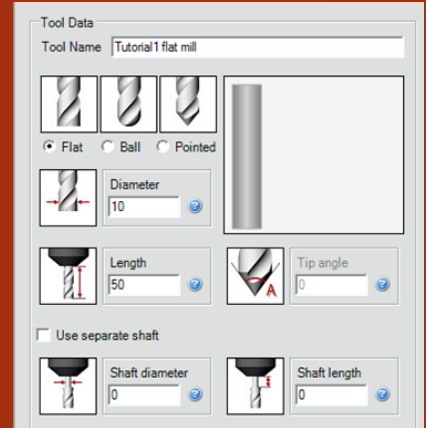 Tool Data
Tool Name Tutorial1 flat mill
Flat Ball Pointed
Diameter
10
Length
50
Tip angle
0
A
Use separate shaft
Shaft diameter
0
Shaft length
0